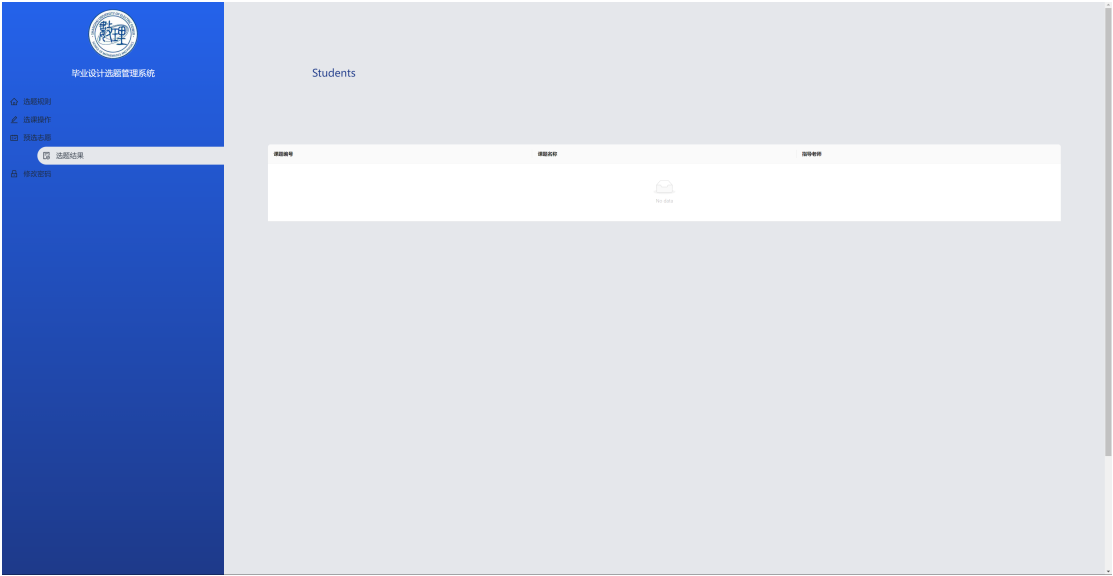 数理
毕业设计选题管理系统
选题规则
选课操作
预选志愿
选题结果
修改密码
Students
课题编号 课题名称 指导老师
No data